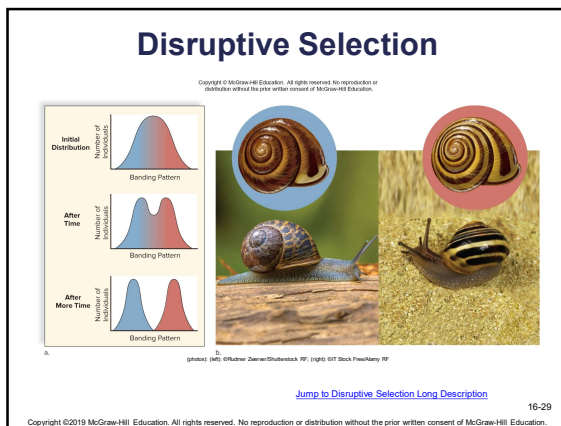 Disruptive Selection
Copyright © McGraw-Hill Education. All rights reserved. No reproduction or
distribution without the prior written consent of McGraw-Hill Education.
Initial
Distribution
Number of
Individuals
Banding Pattern
After
Time
Number of
Individuals
Banding Pattern
After
More Time
Number of
Individuals
Banding Pattern
a.
b.
(photos): (left): ©Rudmer Zwerver/Shutterstock RF; (right): ©IT Stock Free/Alamy RF
Jump to Disruptive Selection Long Description
16-29
Copyright ©2019 McGraw-Hill Education. All rights reserved. No reproduction or distribution without the prior written consent of McGraw-Hill Education.